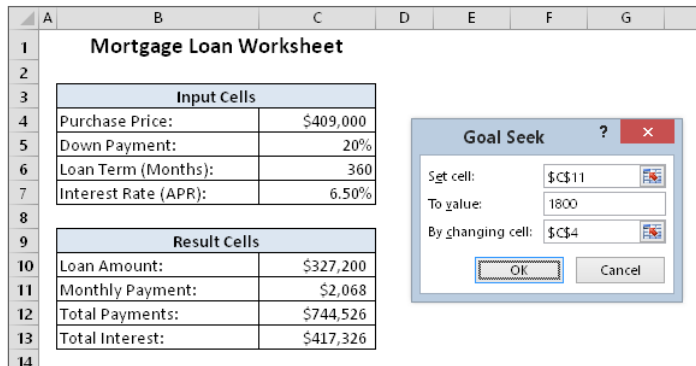 A B C D E F G
1 Mortgage Loan Worksheet
2
3 Input Cells
4 Purchase Price: $409,000
5 Down Payment: 20%
6 Loan Term (Months): 360
7 Interest Rate (APR): 6.50%
8
9 Result Cells
10 Loan Amount: $327,200
11 Monthly Payment: $2,068
12 Total Payments: $744,526
13 Total Interest: $417,326
14
Goal Seek ? ×
Set cell: $C$11
To value: 1800
By changing cell: $C$4
OK Cancel